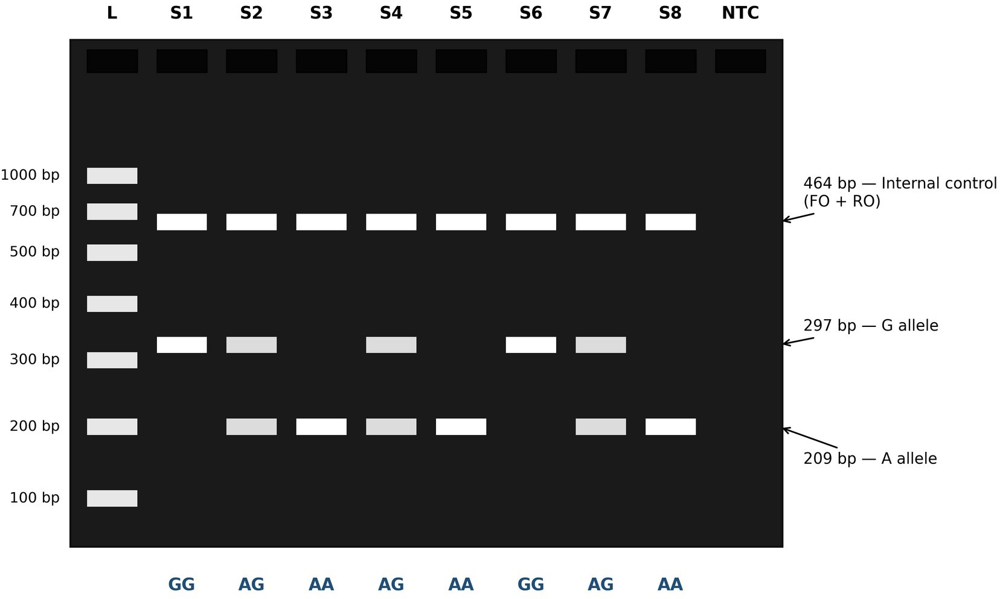 L S1 S2 S3 S4 S5 S6 S7 S8 NTC
1000 bp
464 bp — Internal control
(FO + RO)
700 bp
500 bp
400 bp
297 bp — G allele
300 bp
200 bp
209 bp — A allele
100 bp
GG AG AA AG AA GG AG AA